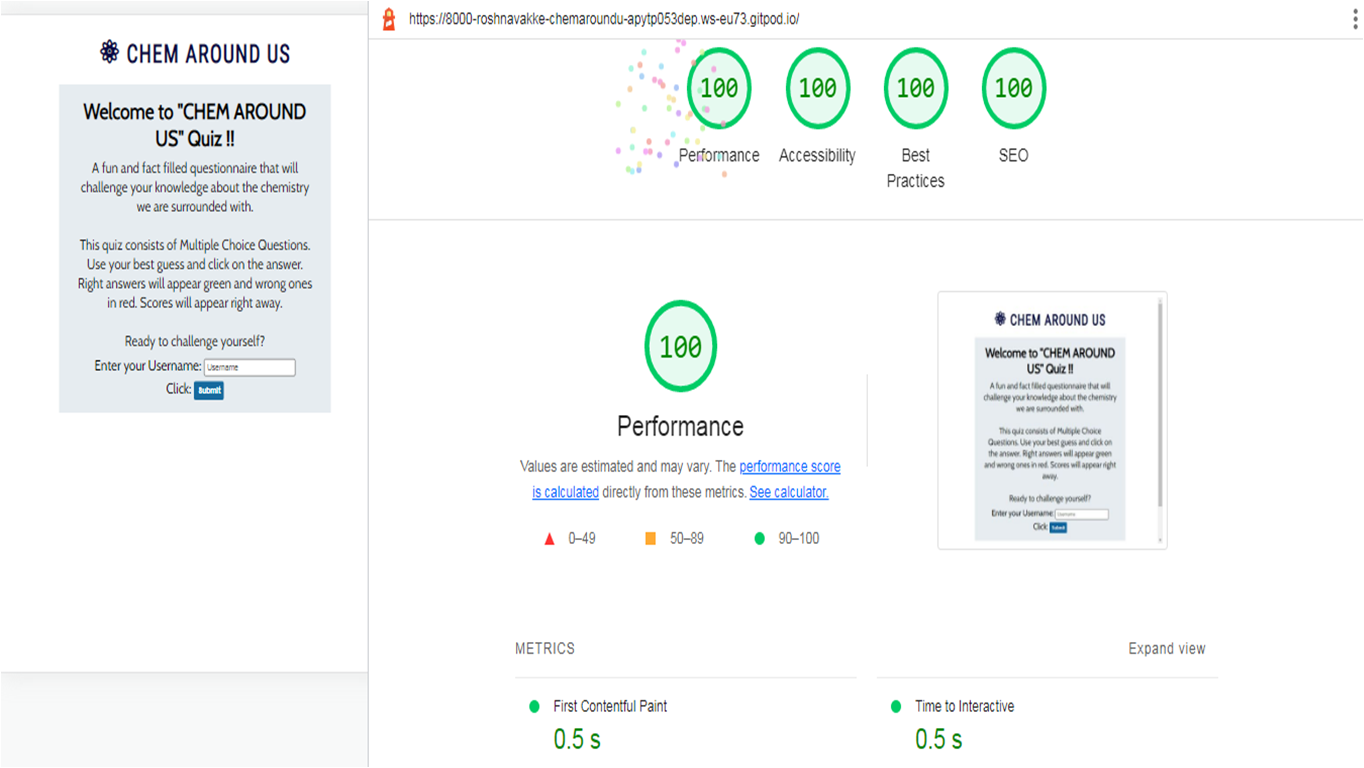 CHEM AROUND US
Welcome to "CHEM AROUND
US" Quiz !!
A fun and fact filled questionnaire that will
challenge your knowledge about the chemistry
we are surrounded with.
This quiz consists of Multiple Choice Questions.
Use your best guess and click on the answer.
Right answers will appear green and wrong ones
in red. Scores will appear right away.
Ready to challenge yourself?
Enter your Username: Username
Click: Submit
https://8000-roshnavakke-chemaroundu-apytp053dep.ws-eu73.gitpod.io/
100 100 100 100
Performance Accessibility Best SEO
Practices
100
Performance
Values are estimated and may vary. The performance score
is calculated directly from these metrics. See calculator.
0–49 50–89 90–100
CHEM AROUND US
Welcome to "CHEM AROUND
US" Quiz !!
A fun and fact filled questionnaire that will
challenge your knowledge about the chemistry
we are surrounded with.
This quiz consists of Multiple Choice
Questions. Use your best guess and click on
the answer. Right answers will appear green
and wrong ones in red. Scores will appear right
away.
Ready to challenge yourself?
Enter your Username: Username
Click: Submit
METRICS Expand view
First Contentful Paint Time to Interactive
0.5 s 0.5 s